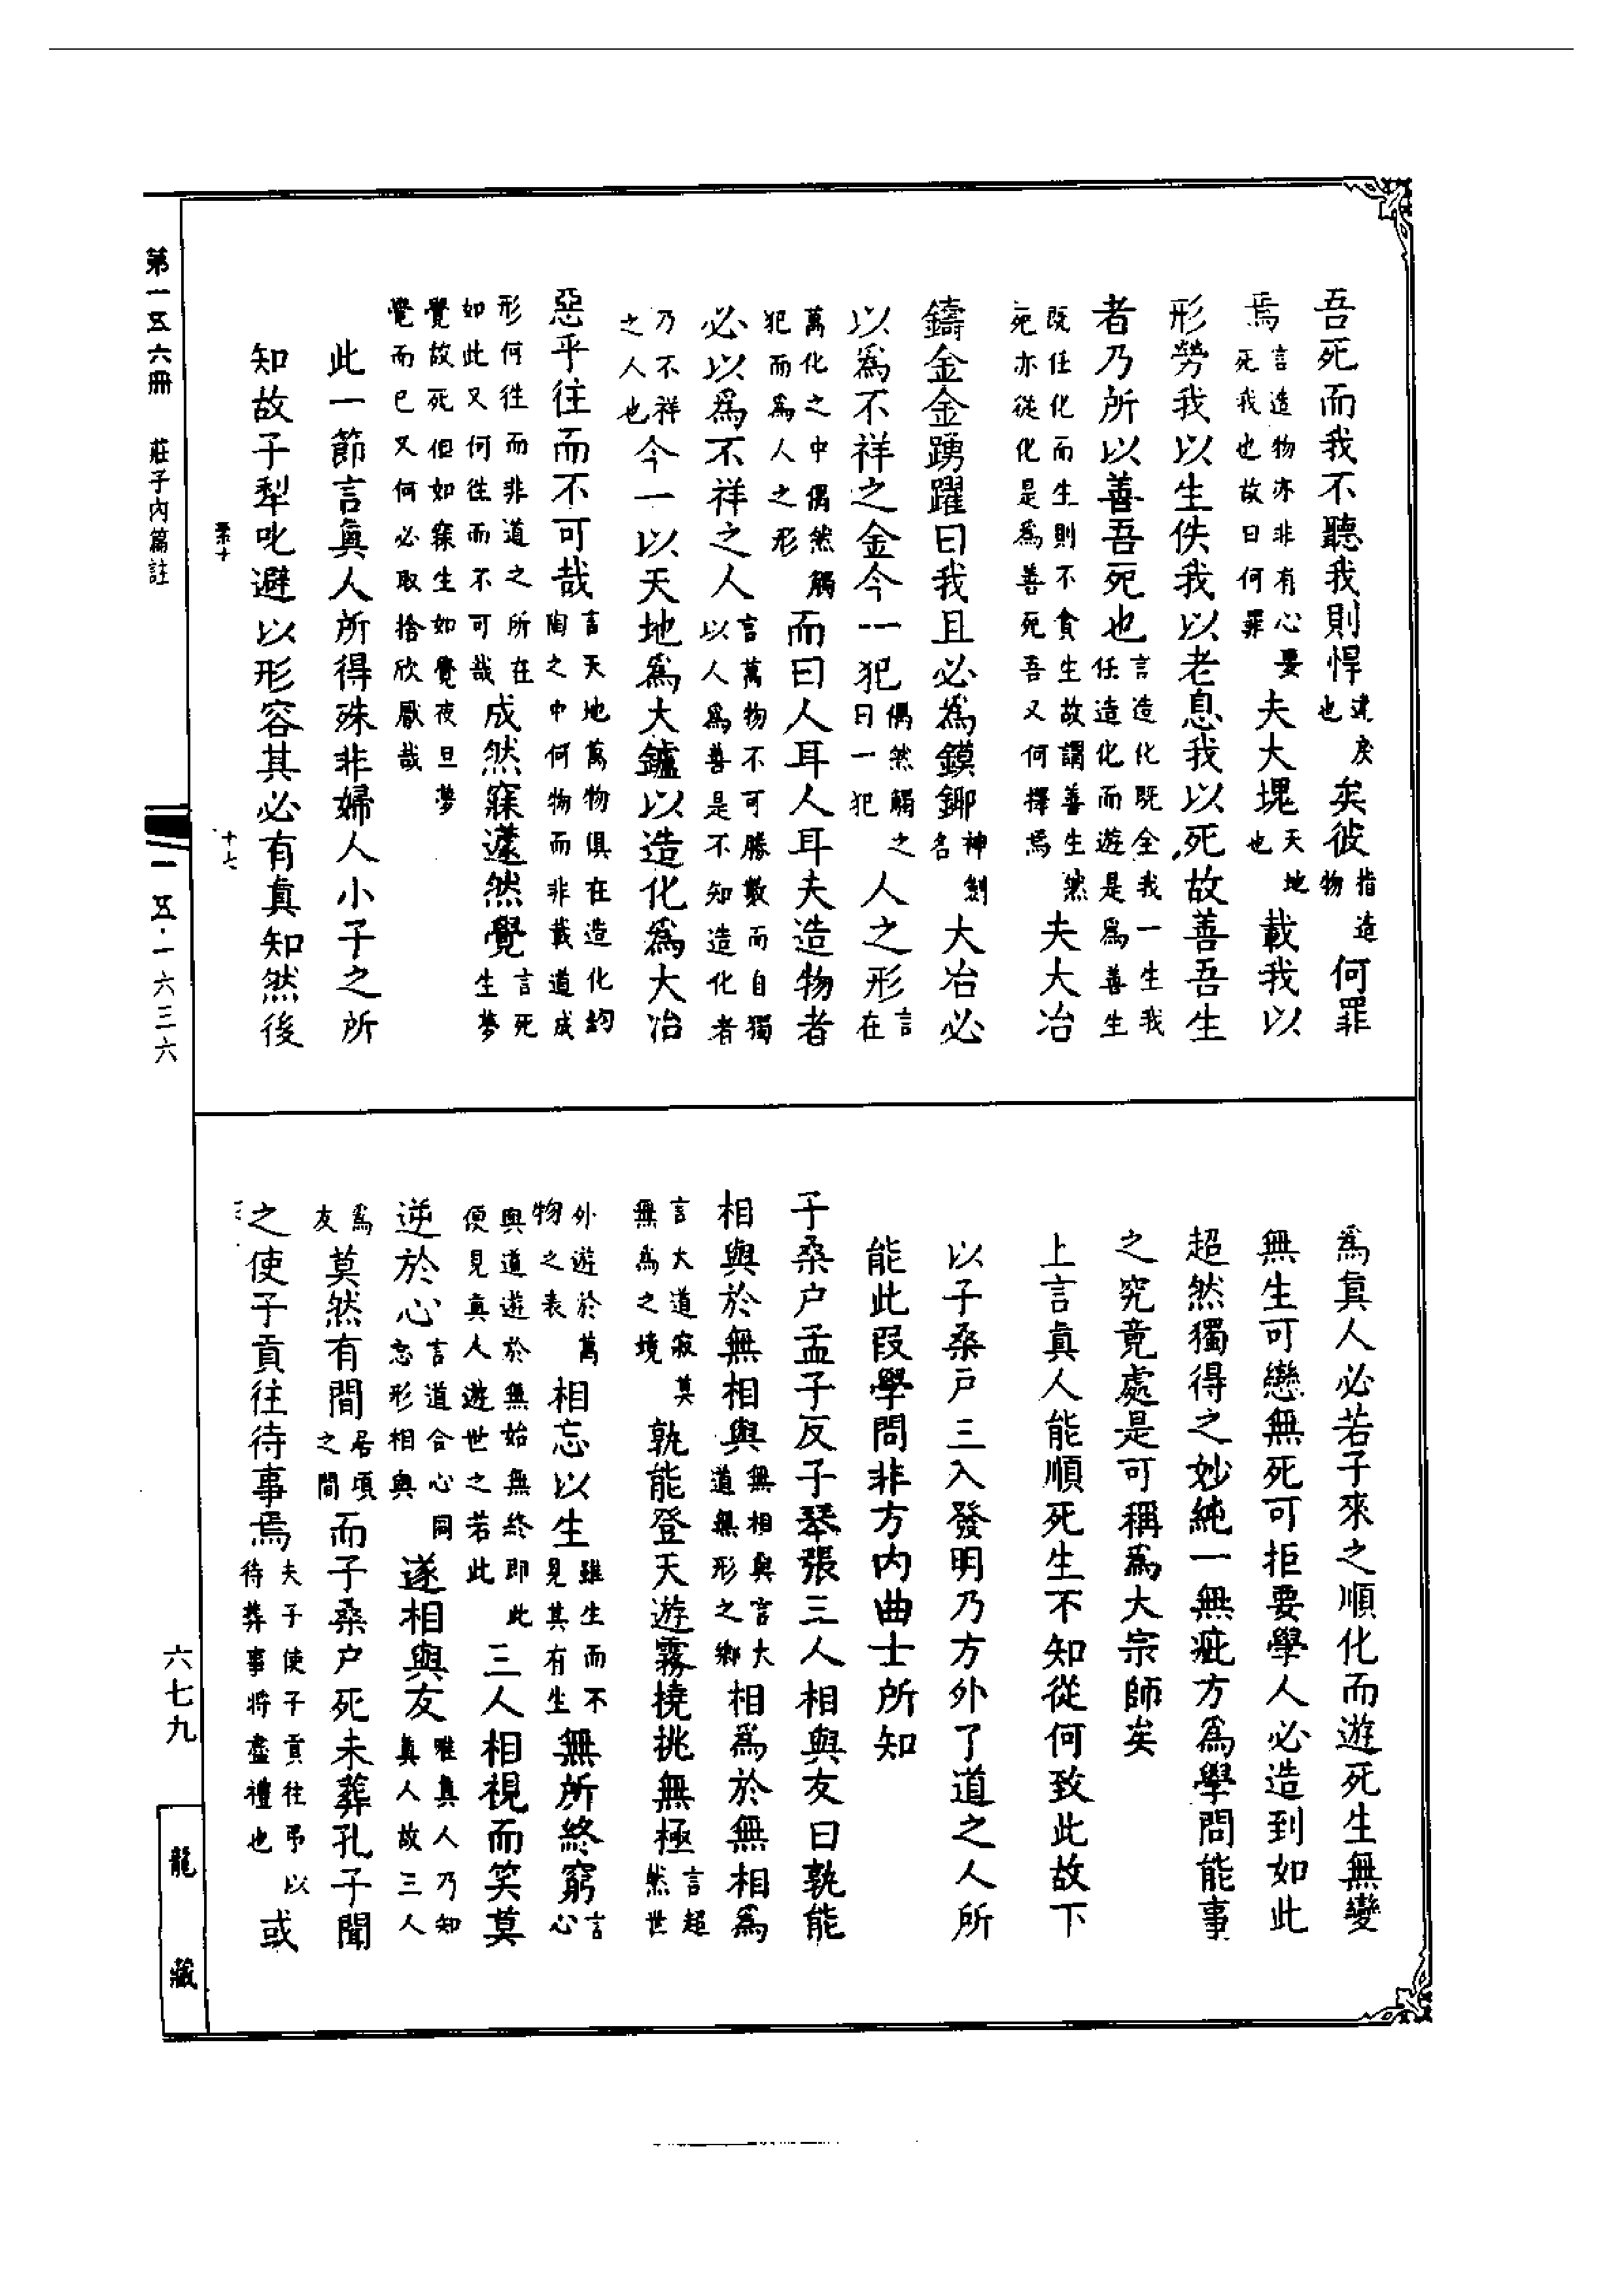 吾死而我不聽我則悍違戾也矣彼指造物何罪
焉言造物亦非有心要死我也故曰何罪夫大塊天地也載我以
形勞我以生佚我以老息我以死故善吾生
者乃所以善吾死也言造化既全我一生我任造化而遊是爲善生
既任化而生則不貪生故謂善生然死亦從化是爲善死吾又何擇焉夫大冶
鑄金金踴躍曰我且必為鏌鎁神劍名大冶必
以爲不祥之金今一犯偶然觸之曰一犯人之形言在
萬化之中偶然觸犯而爲人之形而曰人耳人耳夫造物者
必以爲不祥之人言萬物不可勝數而自獨以人爲善是不知造化者
乃不祥之人也今一以天地爲大鑪以造化爲大冶
惡乎往而不可哉言天地萬物俱在造化鈞陶之中何物而非載道成
形何往而非道之所在如此又何往而不可哉成然寐蘧然覺言死生夢
覺故死但如寐生如覺夜旦夢覺而已又何必取捨欣厭哉
此一節言真人所得殊非婦人小子之所
知故子犁叱避以形容其必有真知然後
十七
爲真人必若子來之順化而遊死生無變
無生可戀無死可拒要學人必造到如此
超然獨得之妙純一無疵方爲學問能事
之究竟處是可稱爲大宗師矣
上言真人能順死生不知從何致此故下
以子桑戶三入發明乃方外了道之人所
能此叚學問非方内曲士所知
子桑戶孟子反子琴張三人相與友曰孰能
相與於無相與無相與言大道無形之鄉相爲於無相爲
言大道寂莫無為之境孰能登天遊霧撓挑無極言超然世
外遊於萬物之表相忘以生雖生而不見其有生無所終窮言心
與道遊於無始無終即此便見真人遊世之若此三人相視而笑莫
逆於心言道合心同忘形相與遂相與友唯真人乃知真人故三人
爲友莫然有間居頃之間而子桑戶死未葬孔子聞
之使子貢往待事焉夫子使子貢往弔以待葬事將盡禮也或
第一五六冊 莊子內篇註
一五·一六三六
六七九
龍藏